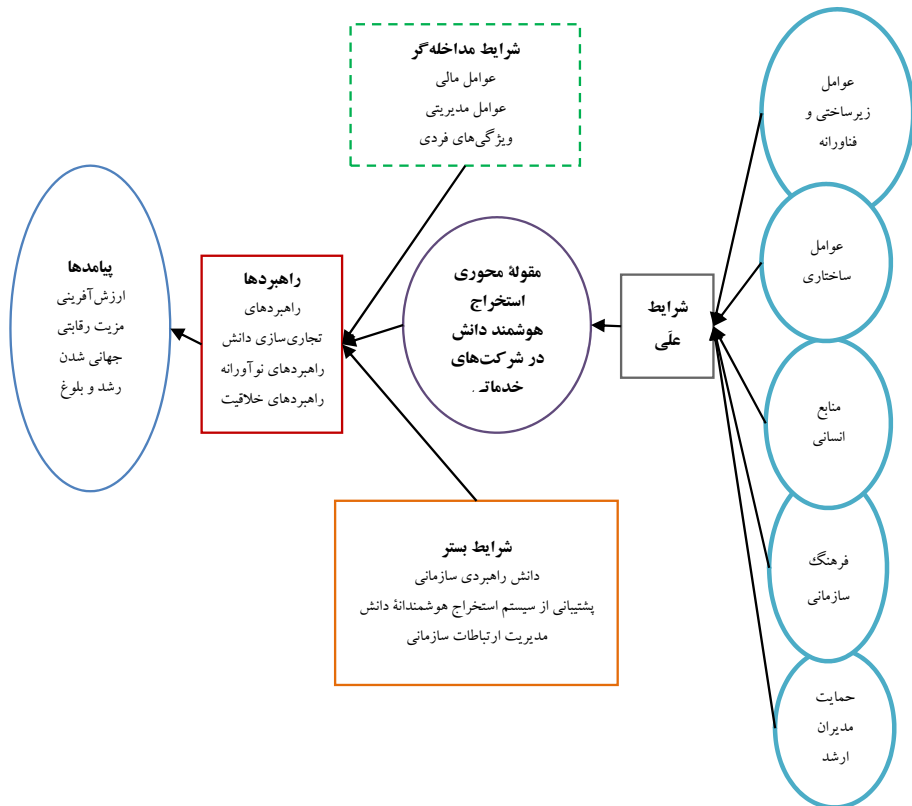 شرایط مداخله‌گر
عوامل مالی
عوامل مدیریتی
ویژگی‌های فردی
عوامل
زیرساختی و
فناورانه
عوامل
ساختاری
منابع
انسانی
فرهنگ
سازمانی
حمایت
مدیران
ارشد
شرایط
علّی
مقولۀ محوری
استخراج
هوشمند دانش
در شرکت‌های
راهبردها
راهبردهای
تجاری‌سازی دانش
راهبردهای نوآورانه
راهبردهای خلاقیت
پیامدها
ارزش‌آفرینی
مزیت رقابتی
جهانی شدن
رشد و بلوغ
شرایط بستر
دانش راهبردی سازمانی
پشتیبانی از سیستم استخراج هوشمندانۀ دانش
مدیریت ارتباطات سازمانی